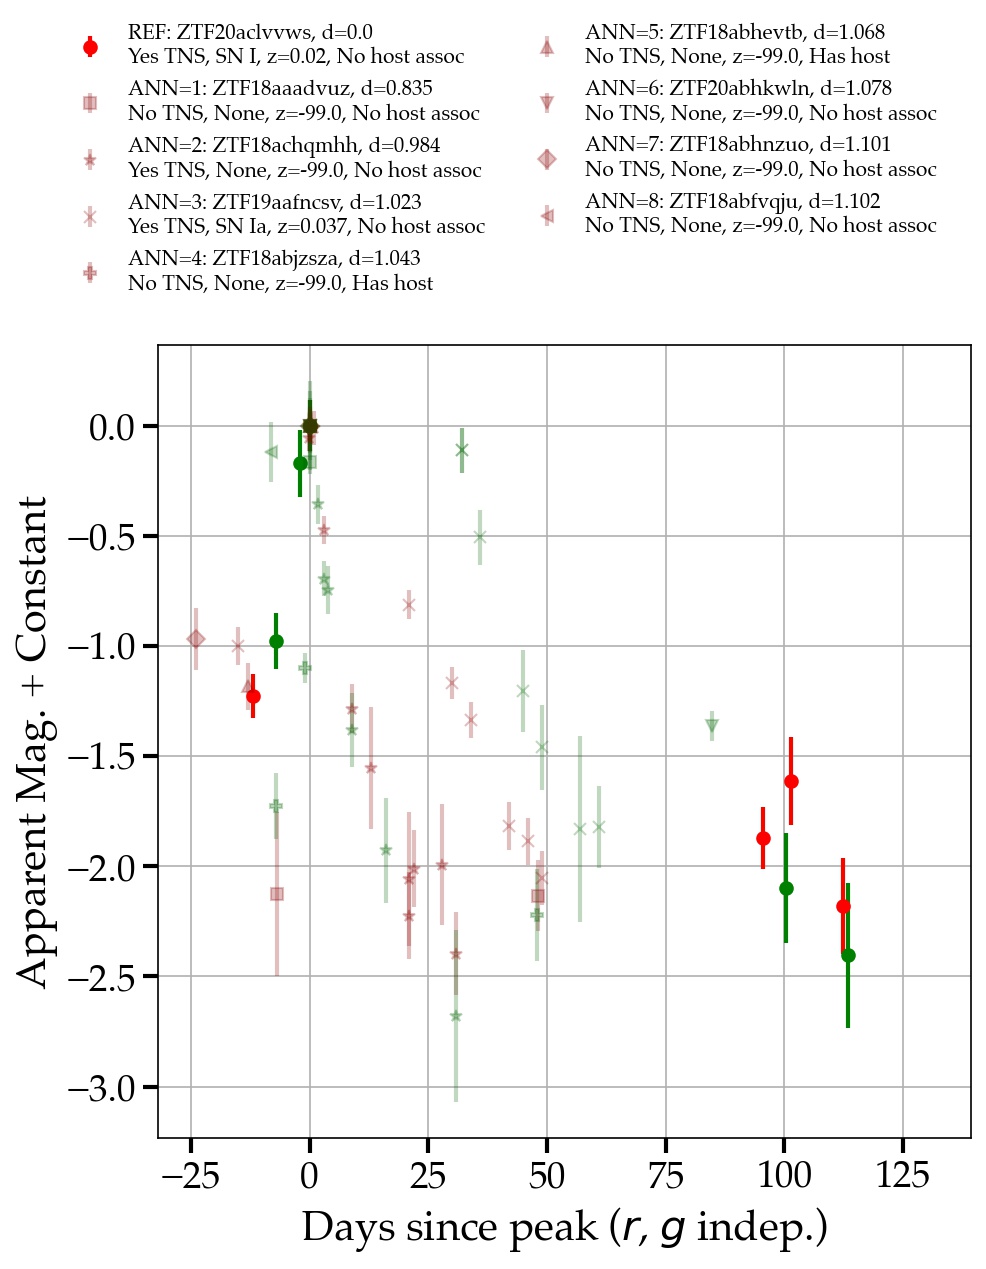 REF: ZTF20aclvvws, d=0.0
Yes TNS, SN I, z=0.02, No host assoc
ANN=1: ZTF18aaadvuz, d=0.835
No TNS, None, z=-99.0, No host assoc
ANN=2: ZTF18achqmhh, d=0.984
Yes TNS, None, z=-99.0, No host assoc
ANN=3: ZTF19aafncsv, d=1.023
Yes TNS, SN Ia, z=0.037, No host assoc
ANN=4: ZTF18abjzsza, d=1.043
No TNS, None, z=-99.0, Has host
ANN=5: ZTF18abhevtb, d=1.068
No TNS, None, z=-99.0, Has host
ANN=6: ZTF20abhkwln, d=1.078
No TNS, None, z=-99.0, No host assoc
ANN=7: ZTF18abhnzuo, d=1.101
No TNS, None, z=-99.0, No host assoc
ANN=8: ZTF18abfvqju, d=1.102
No TNS, None, z=-99.0, No host assoc
Apparent Mag. + Constant
0.0
−0.5
−1.0
−1.5
−2.0
−2.5
−3.0
−25 0 25 50 75 100 125
Days since peak (r, g indep.)